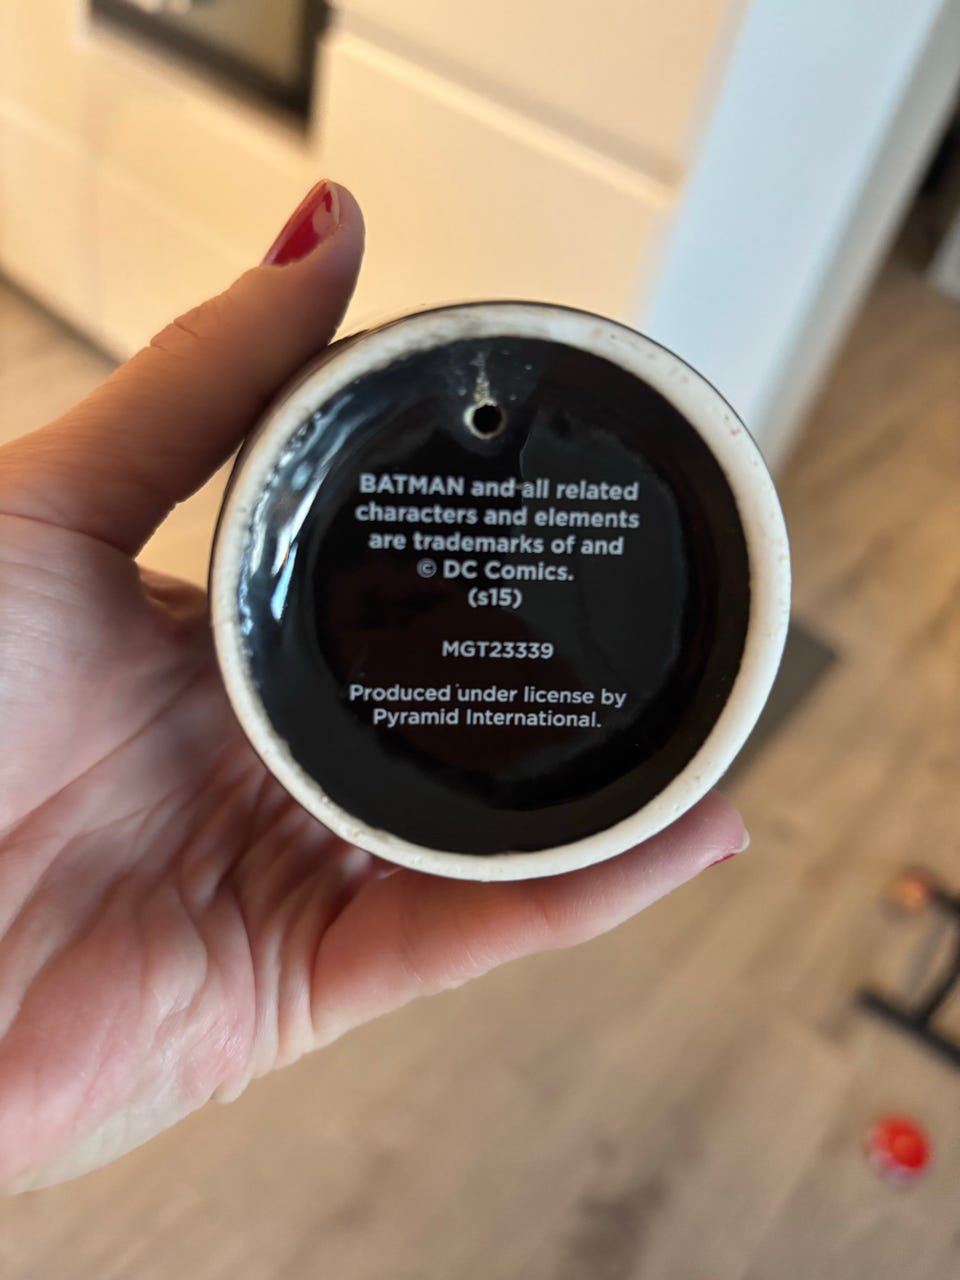 BATMAN and all related
characters and elements
are trademarks of and
© DC Comics.
(s15)
MGT23339
Produced under license by
Pyramid International.